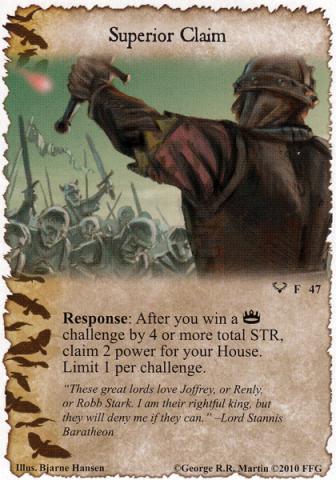 Superior Claim
F 47
Response: After you win a
challenge by 4 or more total STR,
claim 2 power for your House.
Limit 1 per challenge.
"These great lords love Joffrey, or Renly,
or Robb Stark. I am their rightful king, but
they will deny me if they can." –Lord Stannis
Baratheon
Illus. Bjarne Hansen ©George R.R. Martin ©2010 FFG